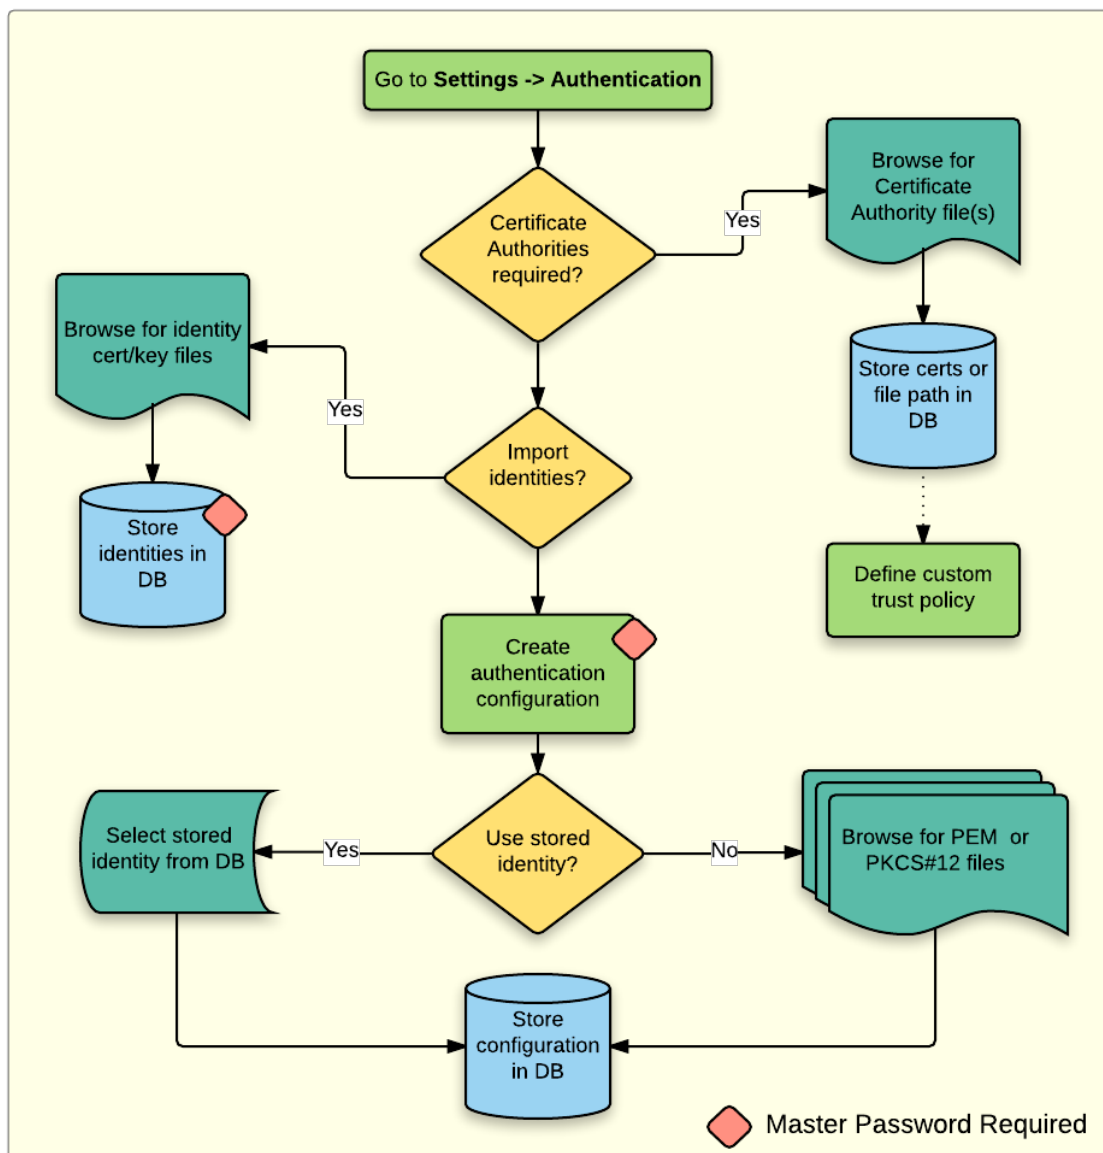 Go to Settings -> Authentication
Certificate
Authorities
required?
Yes
Browse for
Certificate
Authority file(s)
Store certs or
file path in
DB
Define custom
trust policy
Import
identities?
Yes
Browse for identity
cert/key files
Store
identities in
DB
Create
authentication
configuration
Use stored
identity?
Yes
Select stored
identity from DB
No
Browse for PEM or
PKCS#12 files
Store
configuration
in DB
Master Password Required